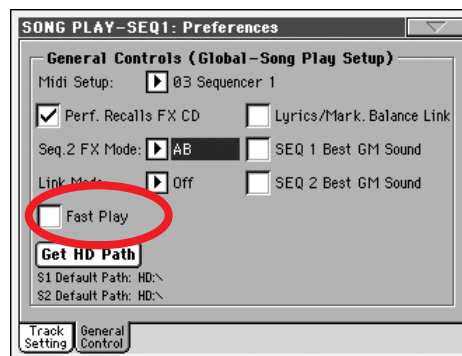 SONG PLAY-SEQ1: Preferences
General Controls (Global-Song Play Setup)
Midi Setup: 03 Sequencer 1
Perf. Recalls FX CD Lyrics/Mark. Balance Link
Seq.2 FX Mode: AB SEQ 1 Best GM Sound
Link Mode: Off SEQ 2 Best GM Sound
Fast Play
Get HD Path
S1 Default Path: HD:\
S2 Default Path: HD:\
Track Setting General Control